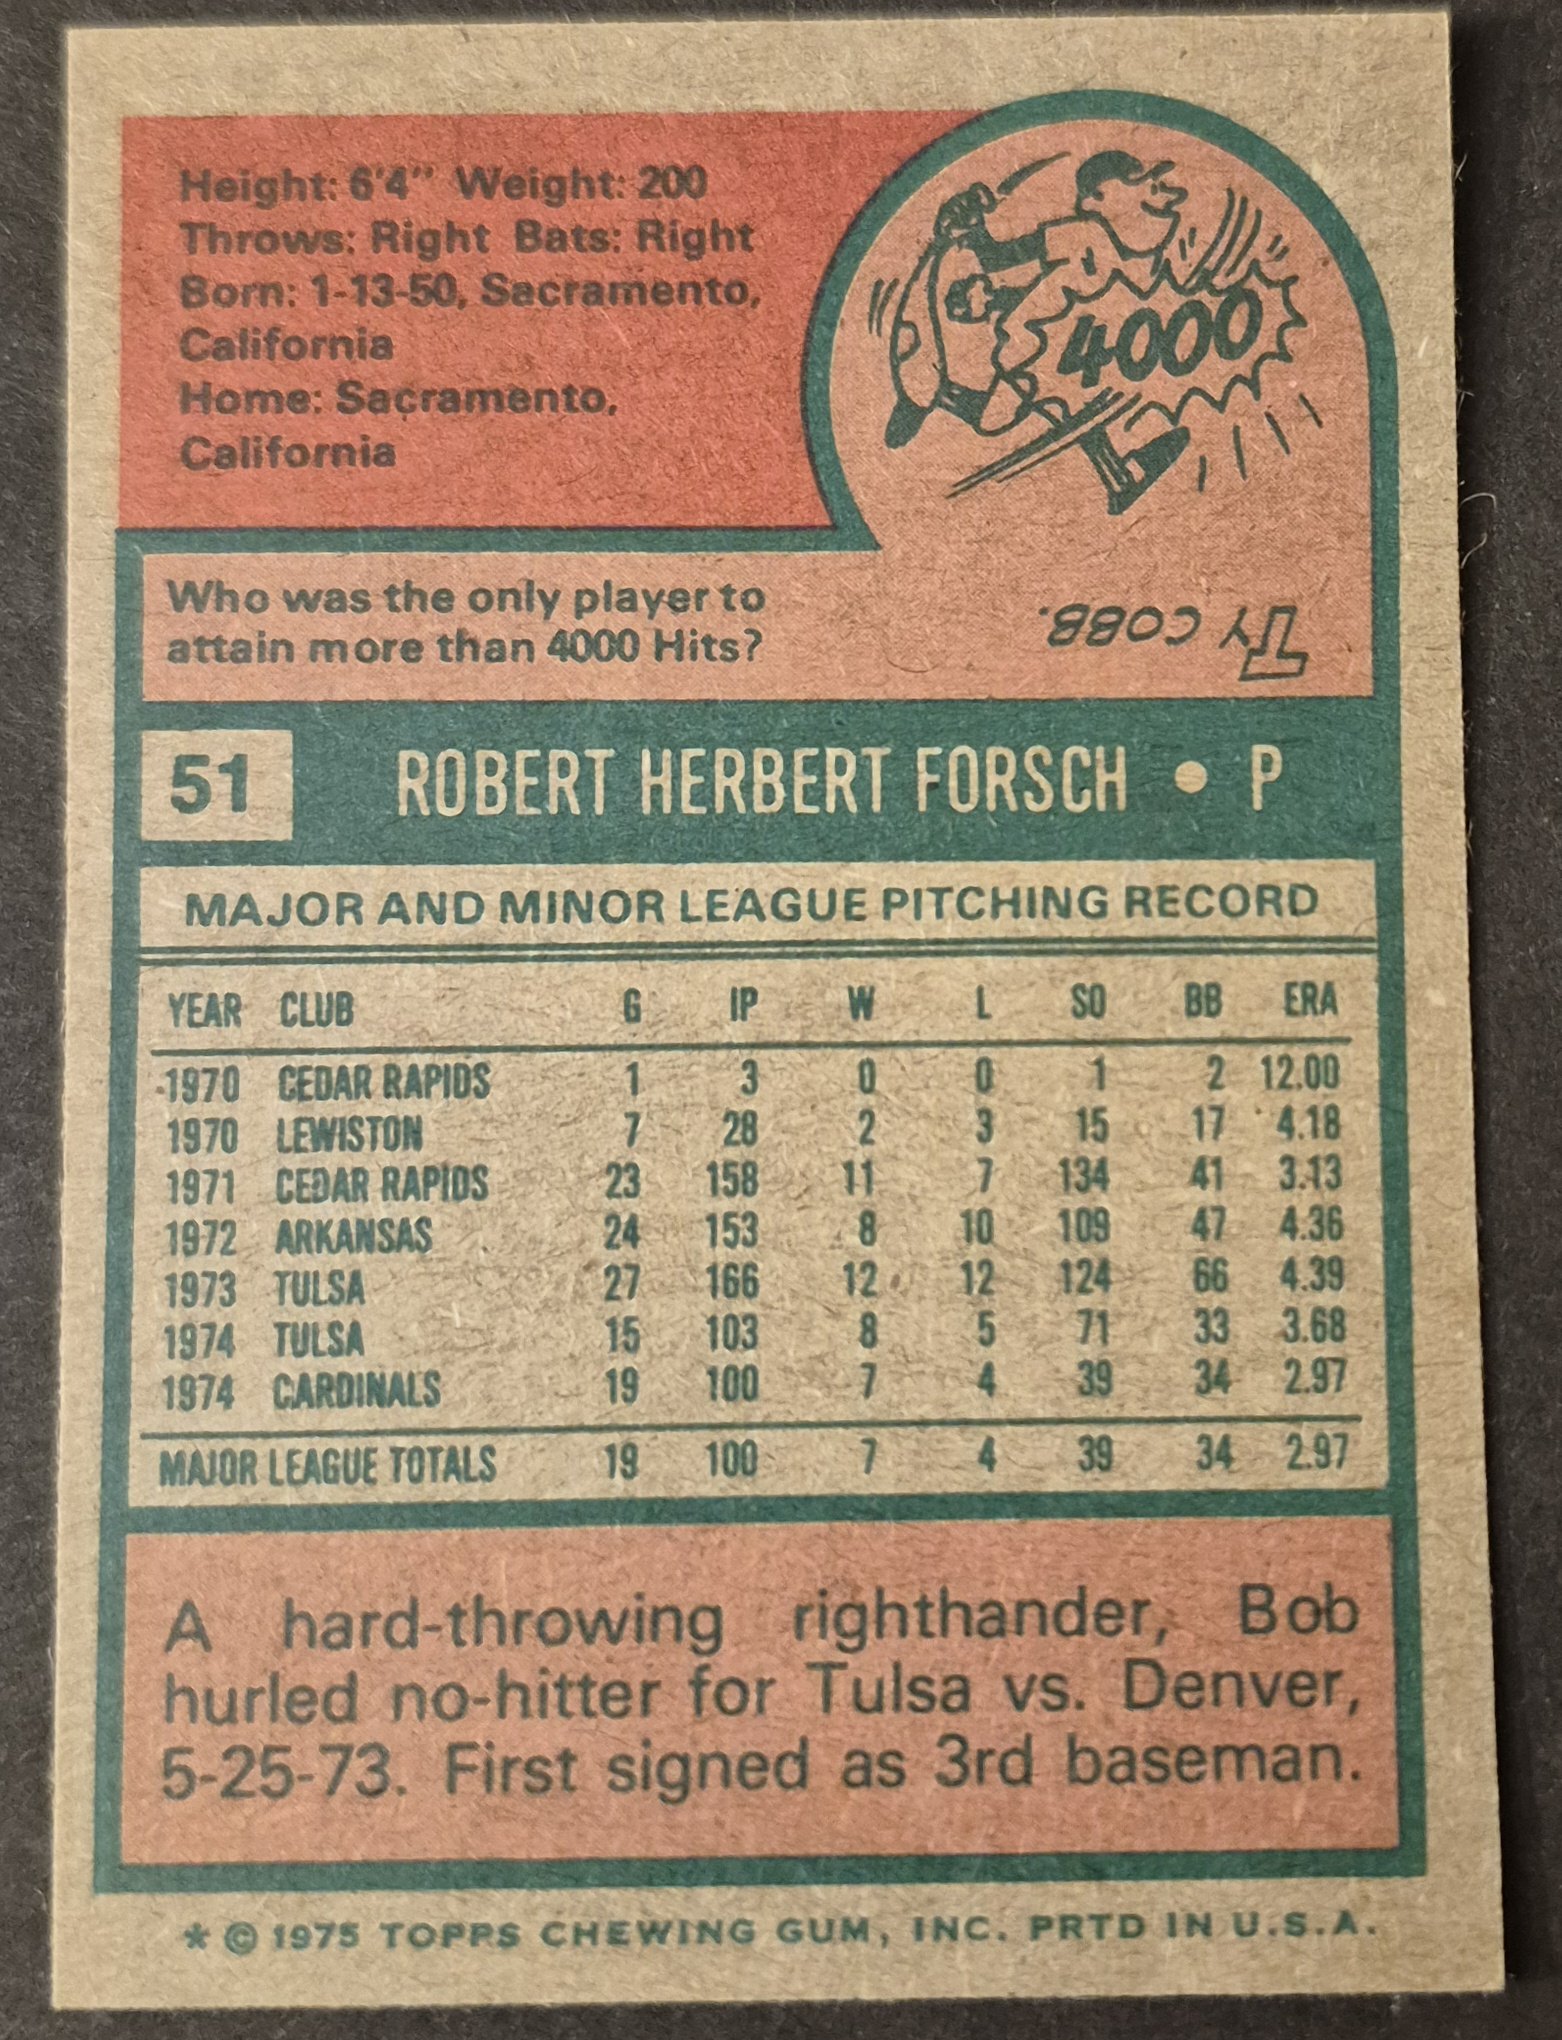 Height: 6'4" Weight: 200
Throws: Right Bats: Right
Born: 1-13-50, Sacramento,
California
Home: Sacramento,
California
4000
Who was the only player to
attain more than 4000 Hits?
TY COBB.
51 ROBERT HERBERT FORSCH • P
MAJOR AND MINOR LEAGUE PITCHING RECORD
YEAR CLUB G IP W L SO BB ERA
1970 CEDAR RAPIDS 1 3 0 0 1 2 12.00
1970 LEWISTON 7 28 2 3 15 17 4.18
1971 CEDAR RAPIDS 23 158 11 7 134 41 3.13
1972 ARKANSAS 24 153 8 10 109 47 4.36
1973 TULSA 27 166 12 12 124 66 4.39
1974 TULSA 15 103 8 5 71 33 3.68
1974 CARDINALS 19 100 7 4 39 34 2.97
MAJOR LEAGUE TOTALS 19 100 7 4 39 34 2.97
A hard-throwing righthander, Bob
hurled no-hitter for Tulsa vs. Denver,
5-25-73. First signed as 3rd baseman.
* © 1975 TOPPS CHEWING GUM, INC. PRTD IN U.S.A.